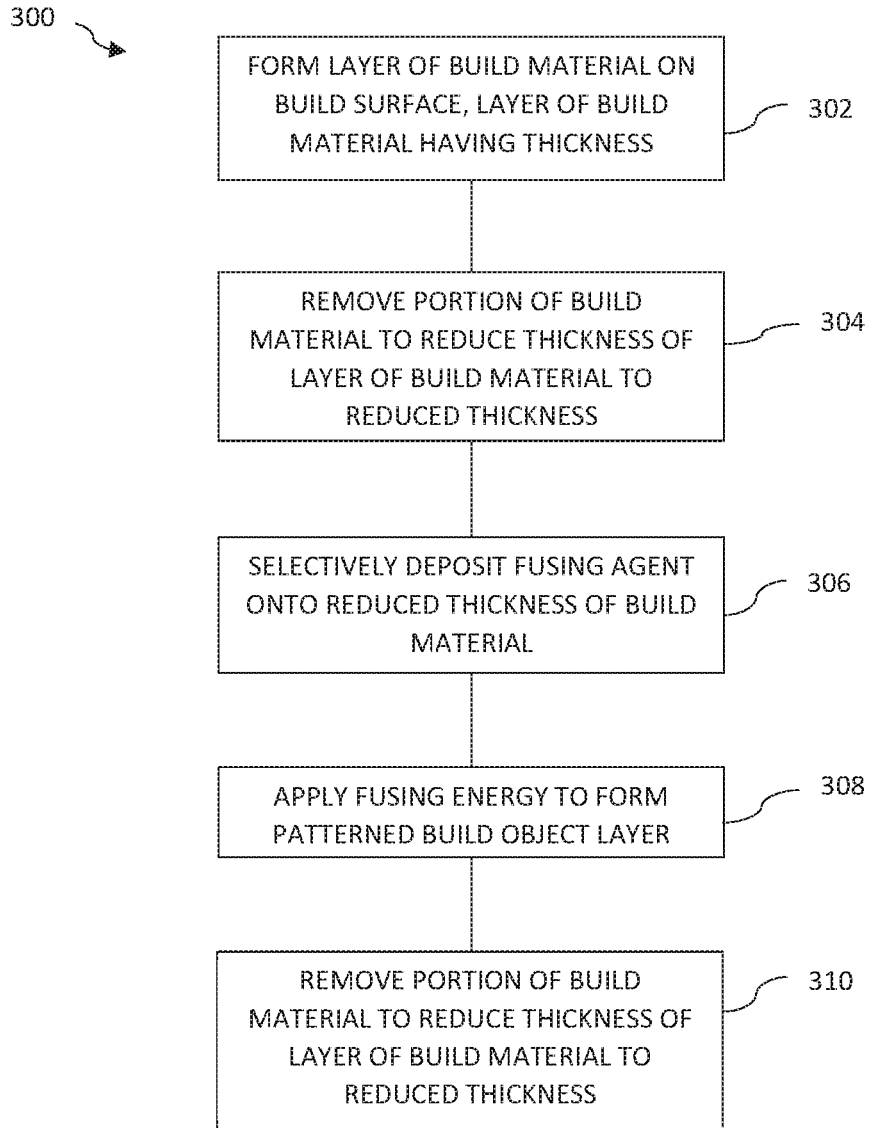 300
FORM LAYER OF BUILD MATERIAL ON
BUILD SURFACE, LAYER OF BUILD
MATERIAL HAVING THICKNESS
302
REMOVE PORTION OF BUILD
MATERIAL TO REDUCE THICKNESS OF
LAYER OF BUILD MATERIAL TO
REDUCED THICKNESS
304
SELECTIVELY DEPOSIT FUSING AGENT
ONTO REDUCED THICKNESS OF BUILD
MATERIAL
306
APPLY FUSING ENERGY TO FORM
PATTERNED BUILD OBJECT LAYER
308
REMOVE PORTION OF BUILD
MATERIAL TO REDUCE THICKNESS OF
LAYER OF BUILD MATERIAL TO
REDUCED THICKNESS
310